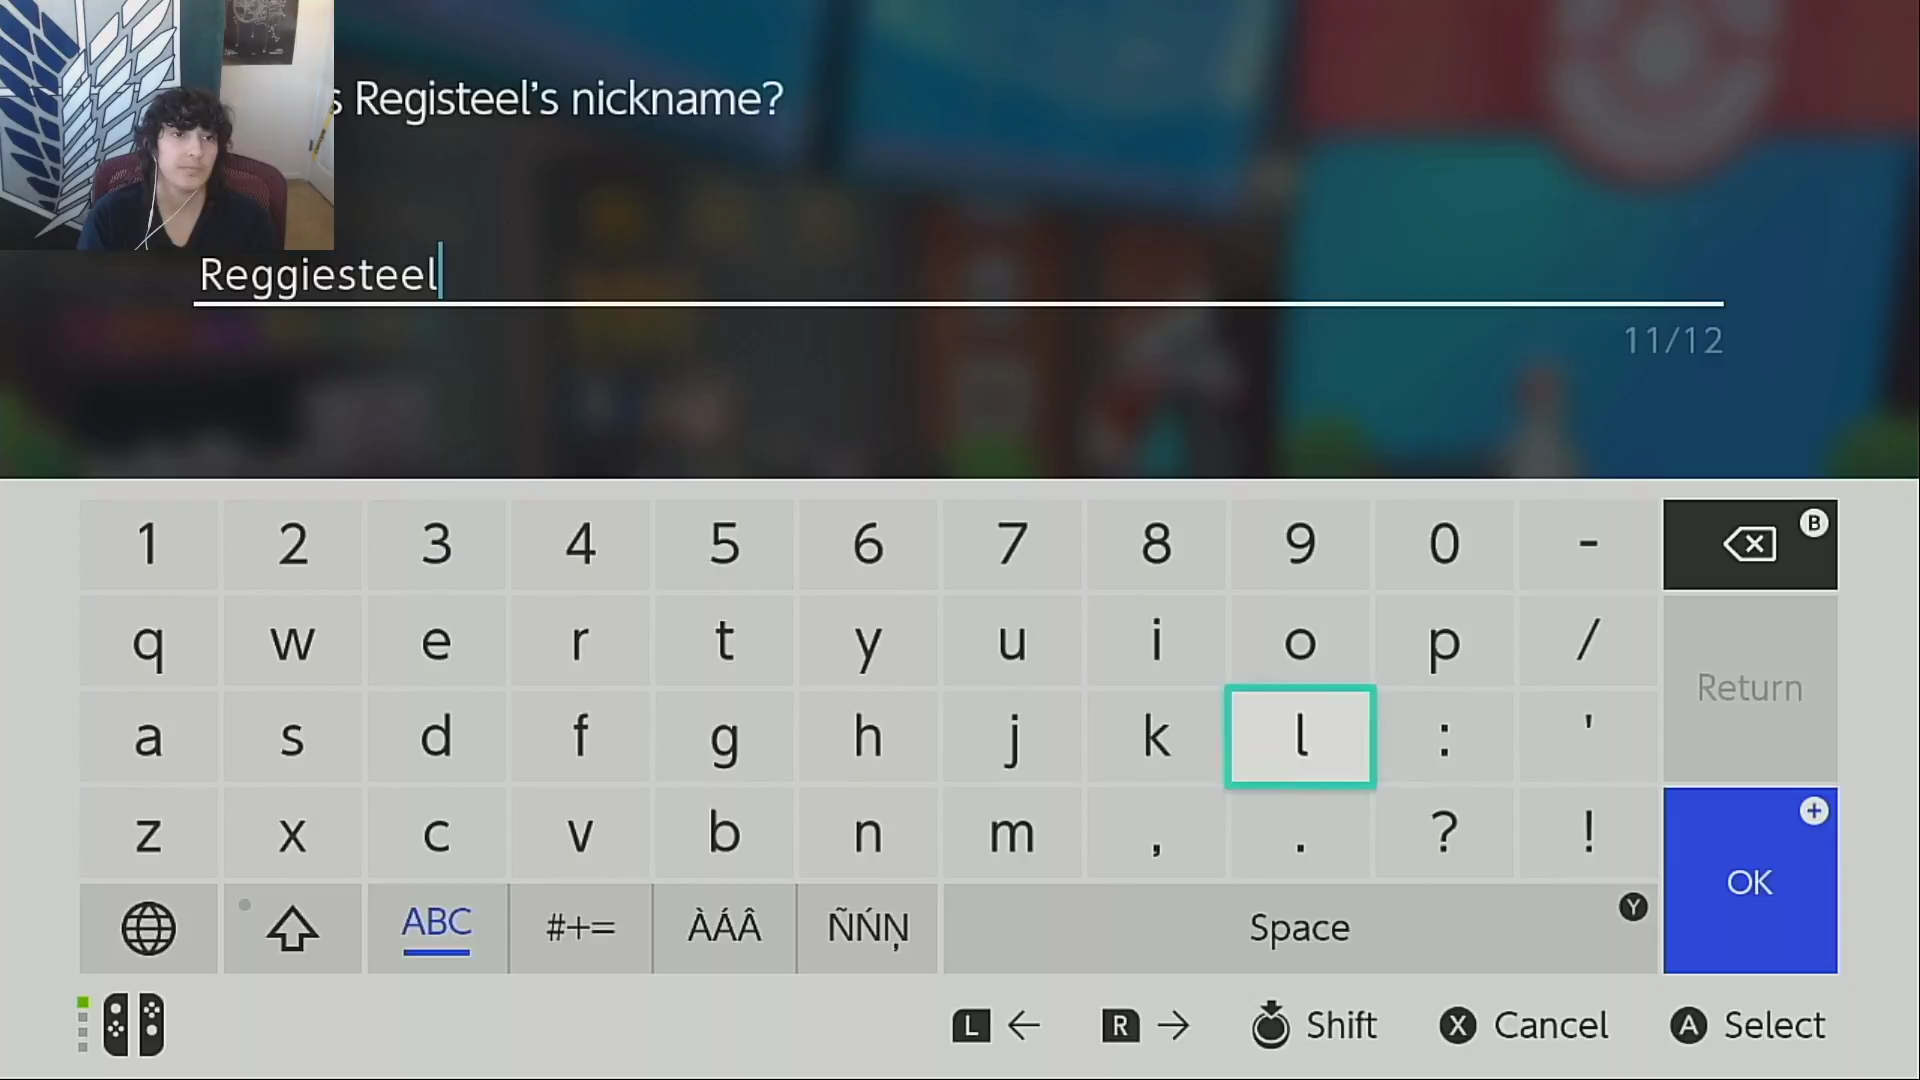 s Registeel's nickname?
Reggiesteel
11/12
1 2 3 4 5 6 7 8 9 0 - B
q w e r t y u i o p /
Return
a s d f g h j k l : '
z x c v b n m , . ? ! +
OK
ABC #+= ÀÁÂ ÑŃŅ Space Y
L ← R → Shift X Cancel A Select